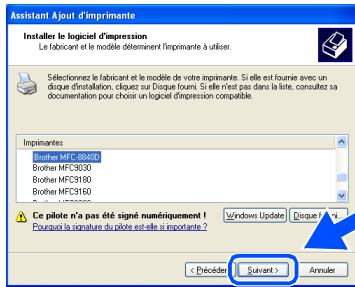 Assistant Ajout d'imprimante
Installer le logiciel d'impression
Le fabricant et le modèle déterminent l'imprimante à utiliser.
Sélectionnez le fabricant et le modèle de votre imprimante. Si elle est fournie avec un
disque d'installation, cliquez sur Disque fourni. Si elle n'est pas dans la liste, consultez sa
documentation pour choisir un logiciel d'impression compatible.
Imprimantes
Brother MFC-8840D
Brother MFC9030
Brother MFC9180
Brother MFC9160
Ce pilote n'a pas été signé numériquement !
Windows Update
Disque
Pourquoi la signature du pilote est-elle si importante ?
< Précéder
Suivant >
Annuler